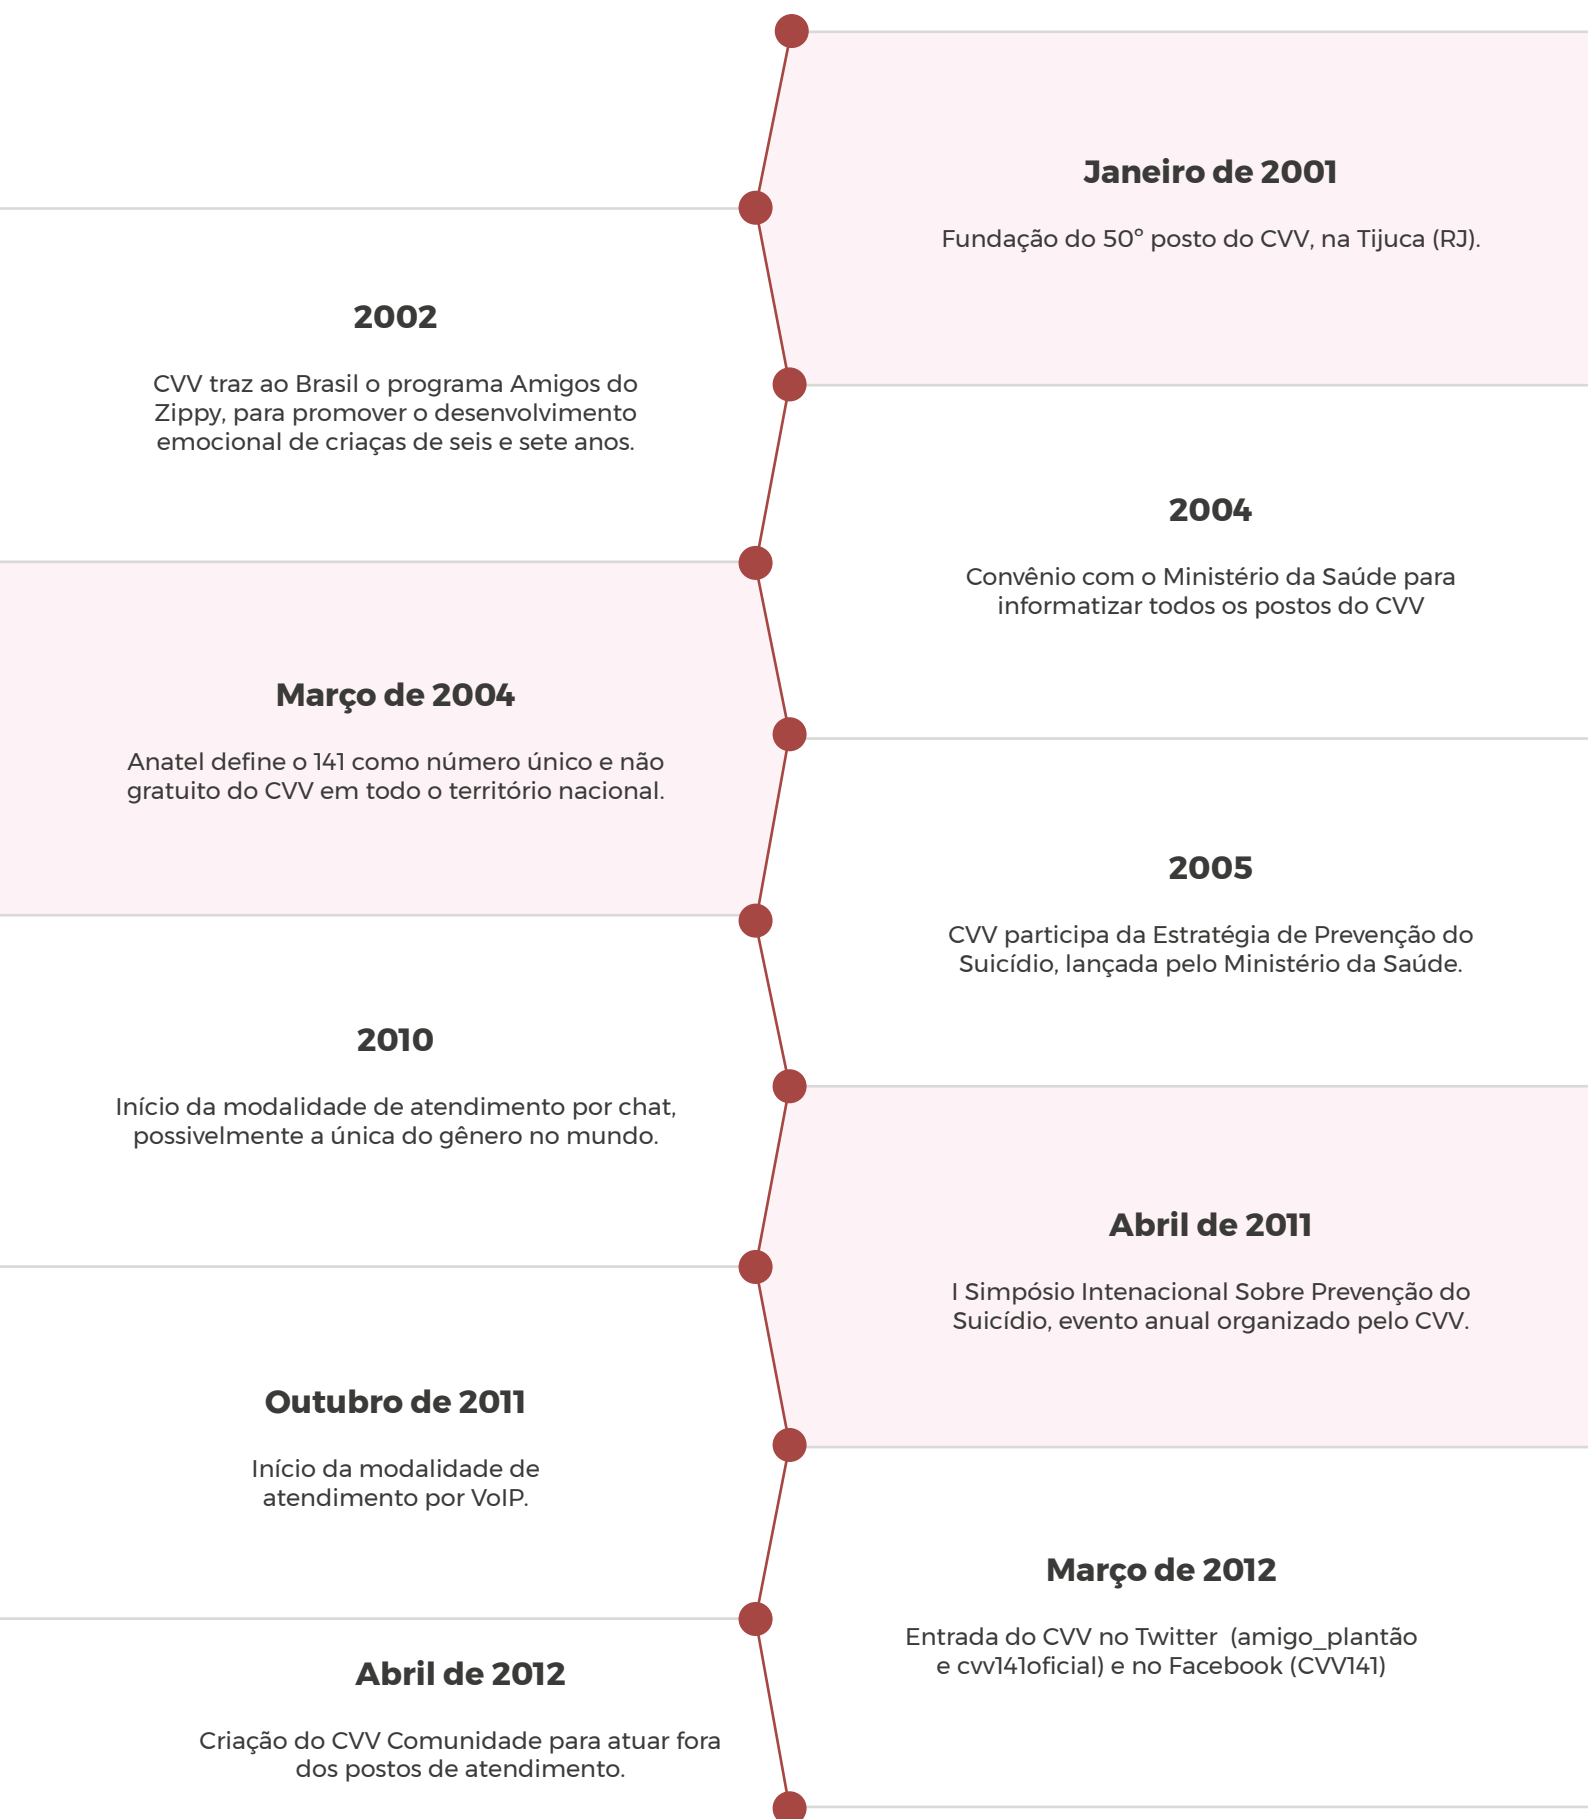 Janeiro de 2001
Fundação do 50º posto do CVV, na Tijuca (RJ).
2002
CVV traz ao Brasil o programa Amigos do
Zippy, para promover o desenvolvimento
emocional de criaças de seis e sete anos.
2004
Convênio com o Ministério da Saúde para
informatizar todos os postos do CVV
Março de 2004
Anatel define o 141 como número único e não
gratuito do CVV em todo o território nacional.
2005
CVV participa da Estratégia de Prevenção do
Suicídio, lançada pelo Ministério da Saúde.
2010
Início da modalidade de atendimento por chat,
possivelmente a única do gênero no mundo.
Abril de 2011
I Simpósio Intenacional Sobre Prevenção do
Suicídio, evento anual organizado pelo CVV.
Outubro de 2011
Início da modalidade de
atendimento por VoIP.
Março de 2012
Entrada do CVV no Twitter  (amigo_plantão
e cvv141oficial) e no Facebook (CVV141)
Abril de 2012
Criação do CVV Comunidade para atuar fora
dos postos de atendimento.